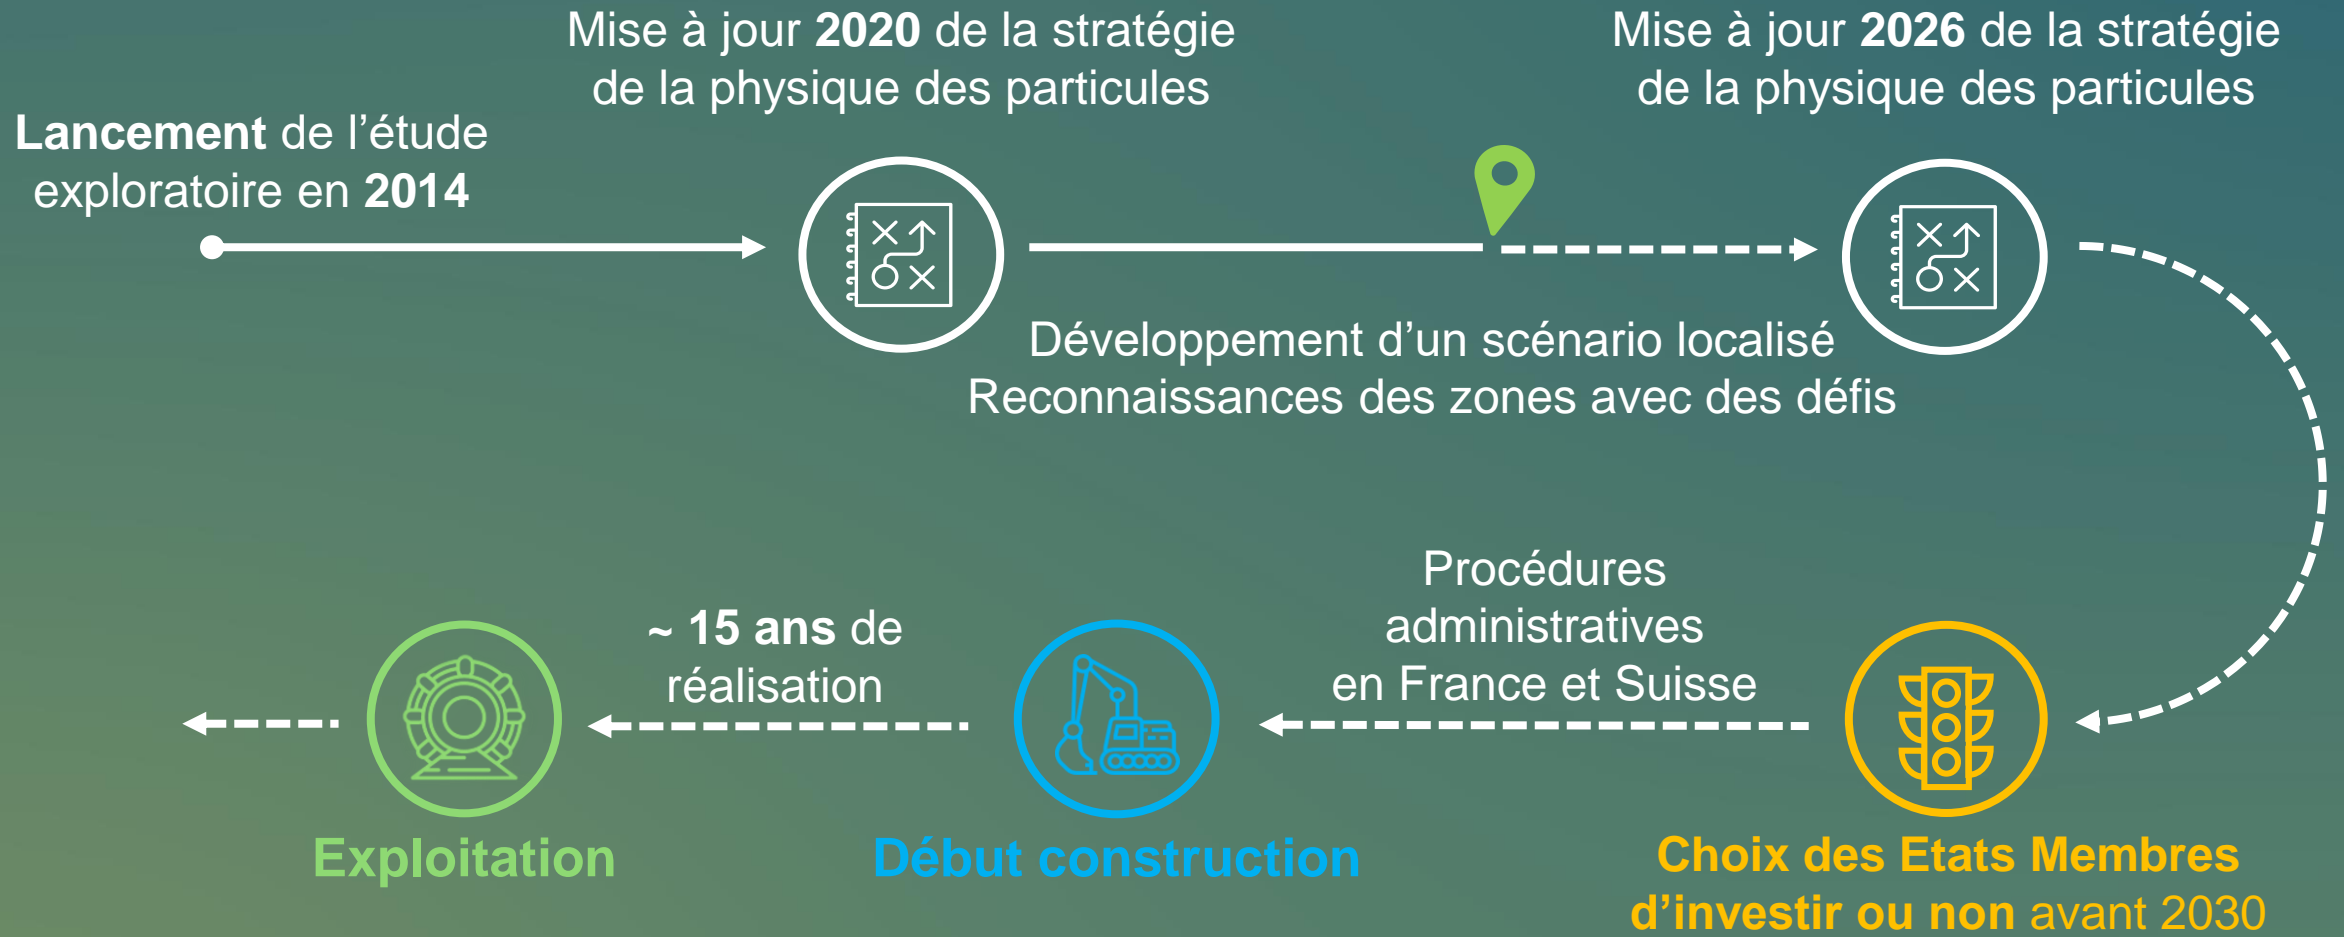 Lancement de l’étude
exploratoire en 2014
Mise à jour 2020 de la stratégie
de la physique des particules
Mise à jour 2026 de la stratégie
de la physique des particules
Développement d’un scénario localisé
Reconnaissances des zones avec des défis
Choix des Etats Membres
d’investir ou non avant 2030
Procédures
administratives
en France et Suisse
Début construction
~ 15 ans de
réalisation
Exploitation